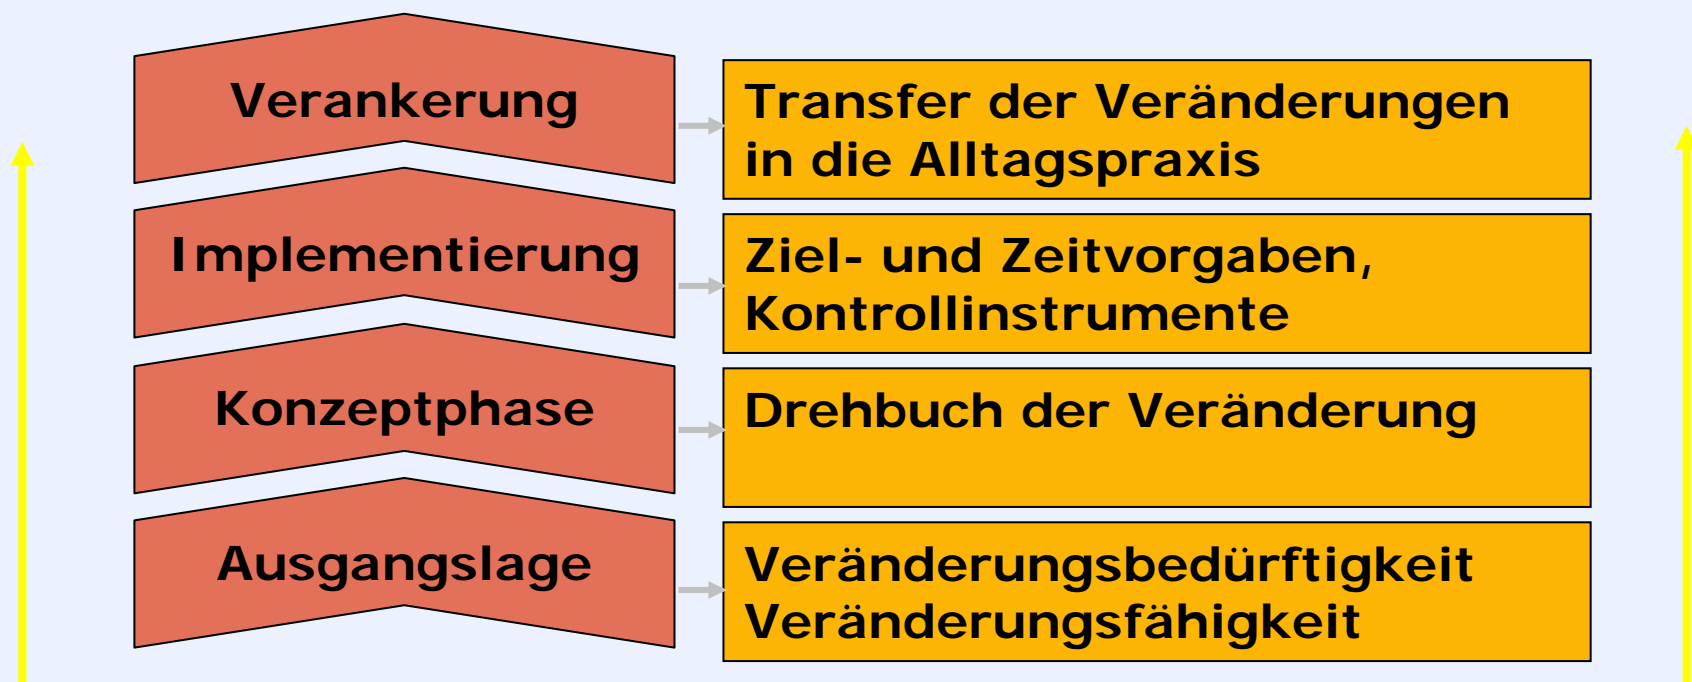 Verankerung
Transfer der Veränderungen
in die Alltagspraxis
Implementierung
Ziel- und Zeitvorgaben,
Kontrollinstrumente
Konzeptphase
Drehbuch der Veränderung
Ausgangslage
Veränderungsbedürftigkeit
Veränderungsfähigkeit